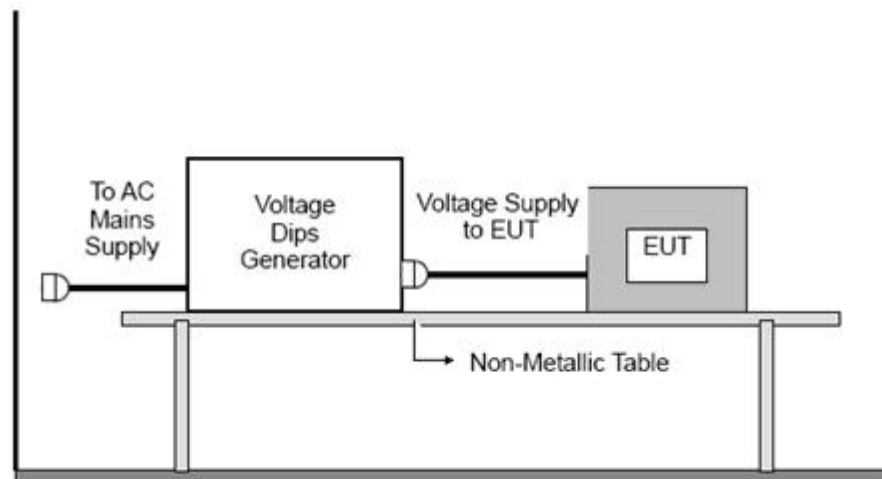 To AC
Mains
Supply
Voltage
Dips
Generator
Voltage Supply
to EUT
EUT
Non-Metallic Table